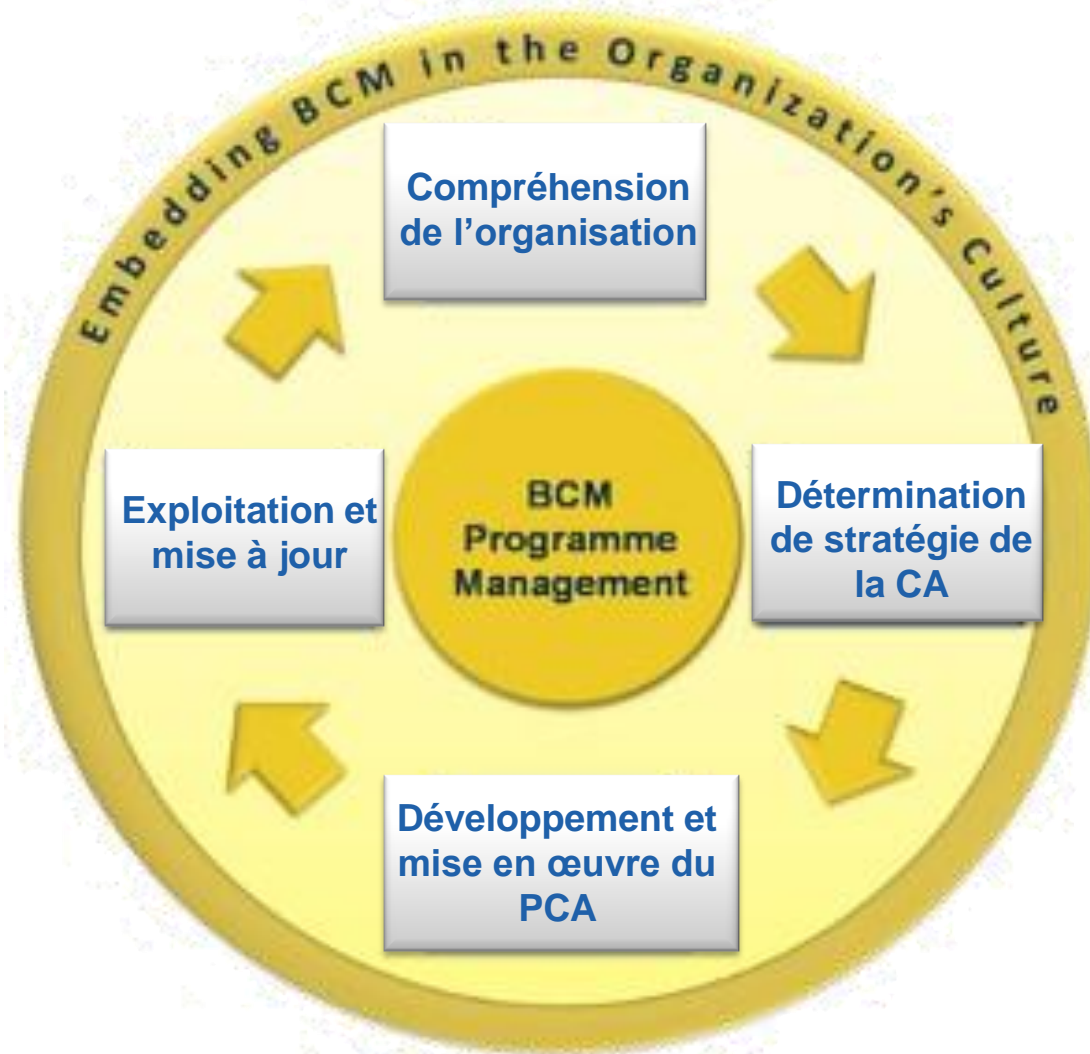 Embedding BCM in the Organization's Culture
Compréhension
de l’organisation
Exploitation et
mise à jour
BCM
Programme
Management
Détermination
de stratégie de
la CA
Développement et
mise en œuvre du
PCA